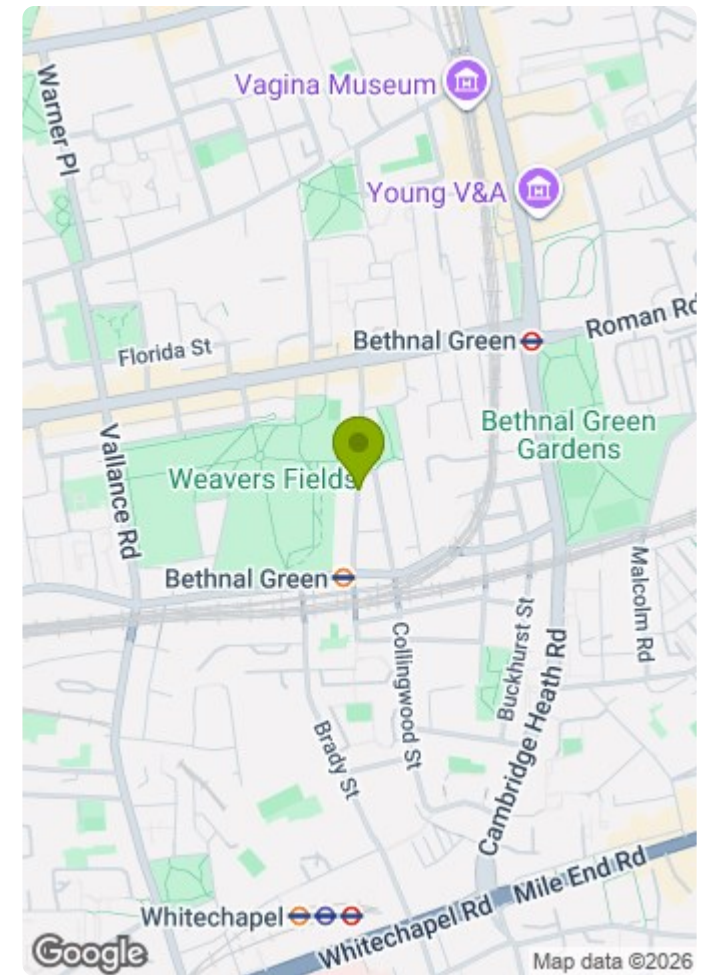 Warner Pl
Vagina Museum
Young V&A
Roman Rd
Bethnal Green
Florida St
Bethnal Green
Gardens
Vallance Rd
Weavers Fields
Bethnal Green
Malcolm Rd
Buckhurst St
Collingwood St
Cambridge Heath Rd
Brady St
Mile End Rd
Whitechapel
Whitechapel Rd
Google
Map data ©2026